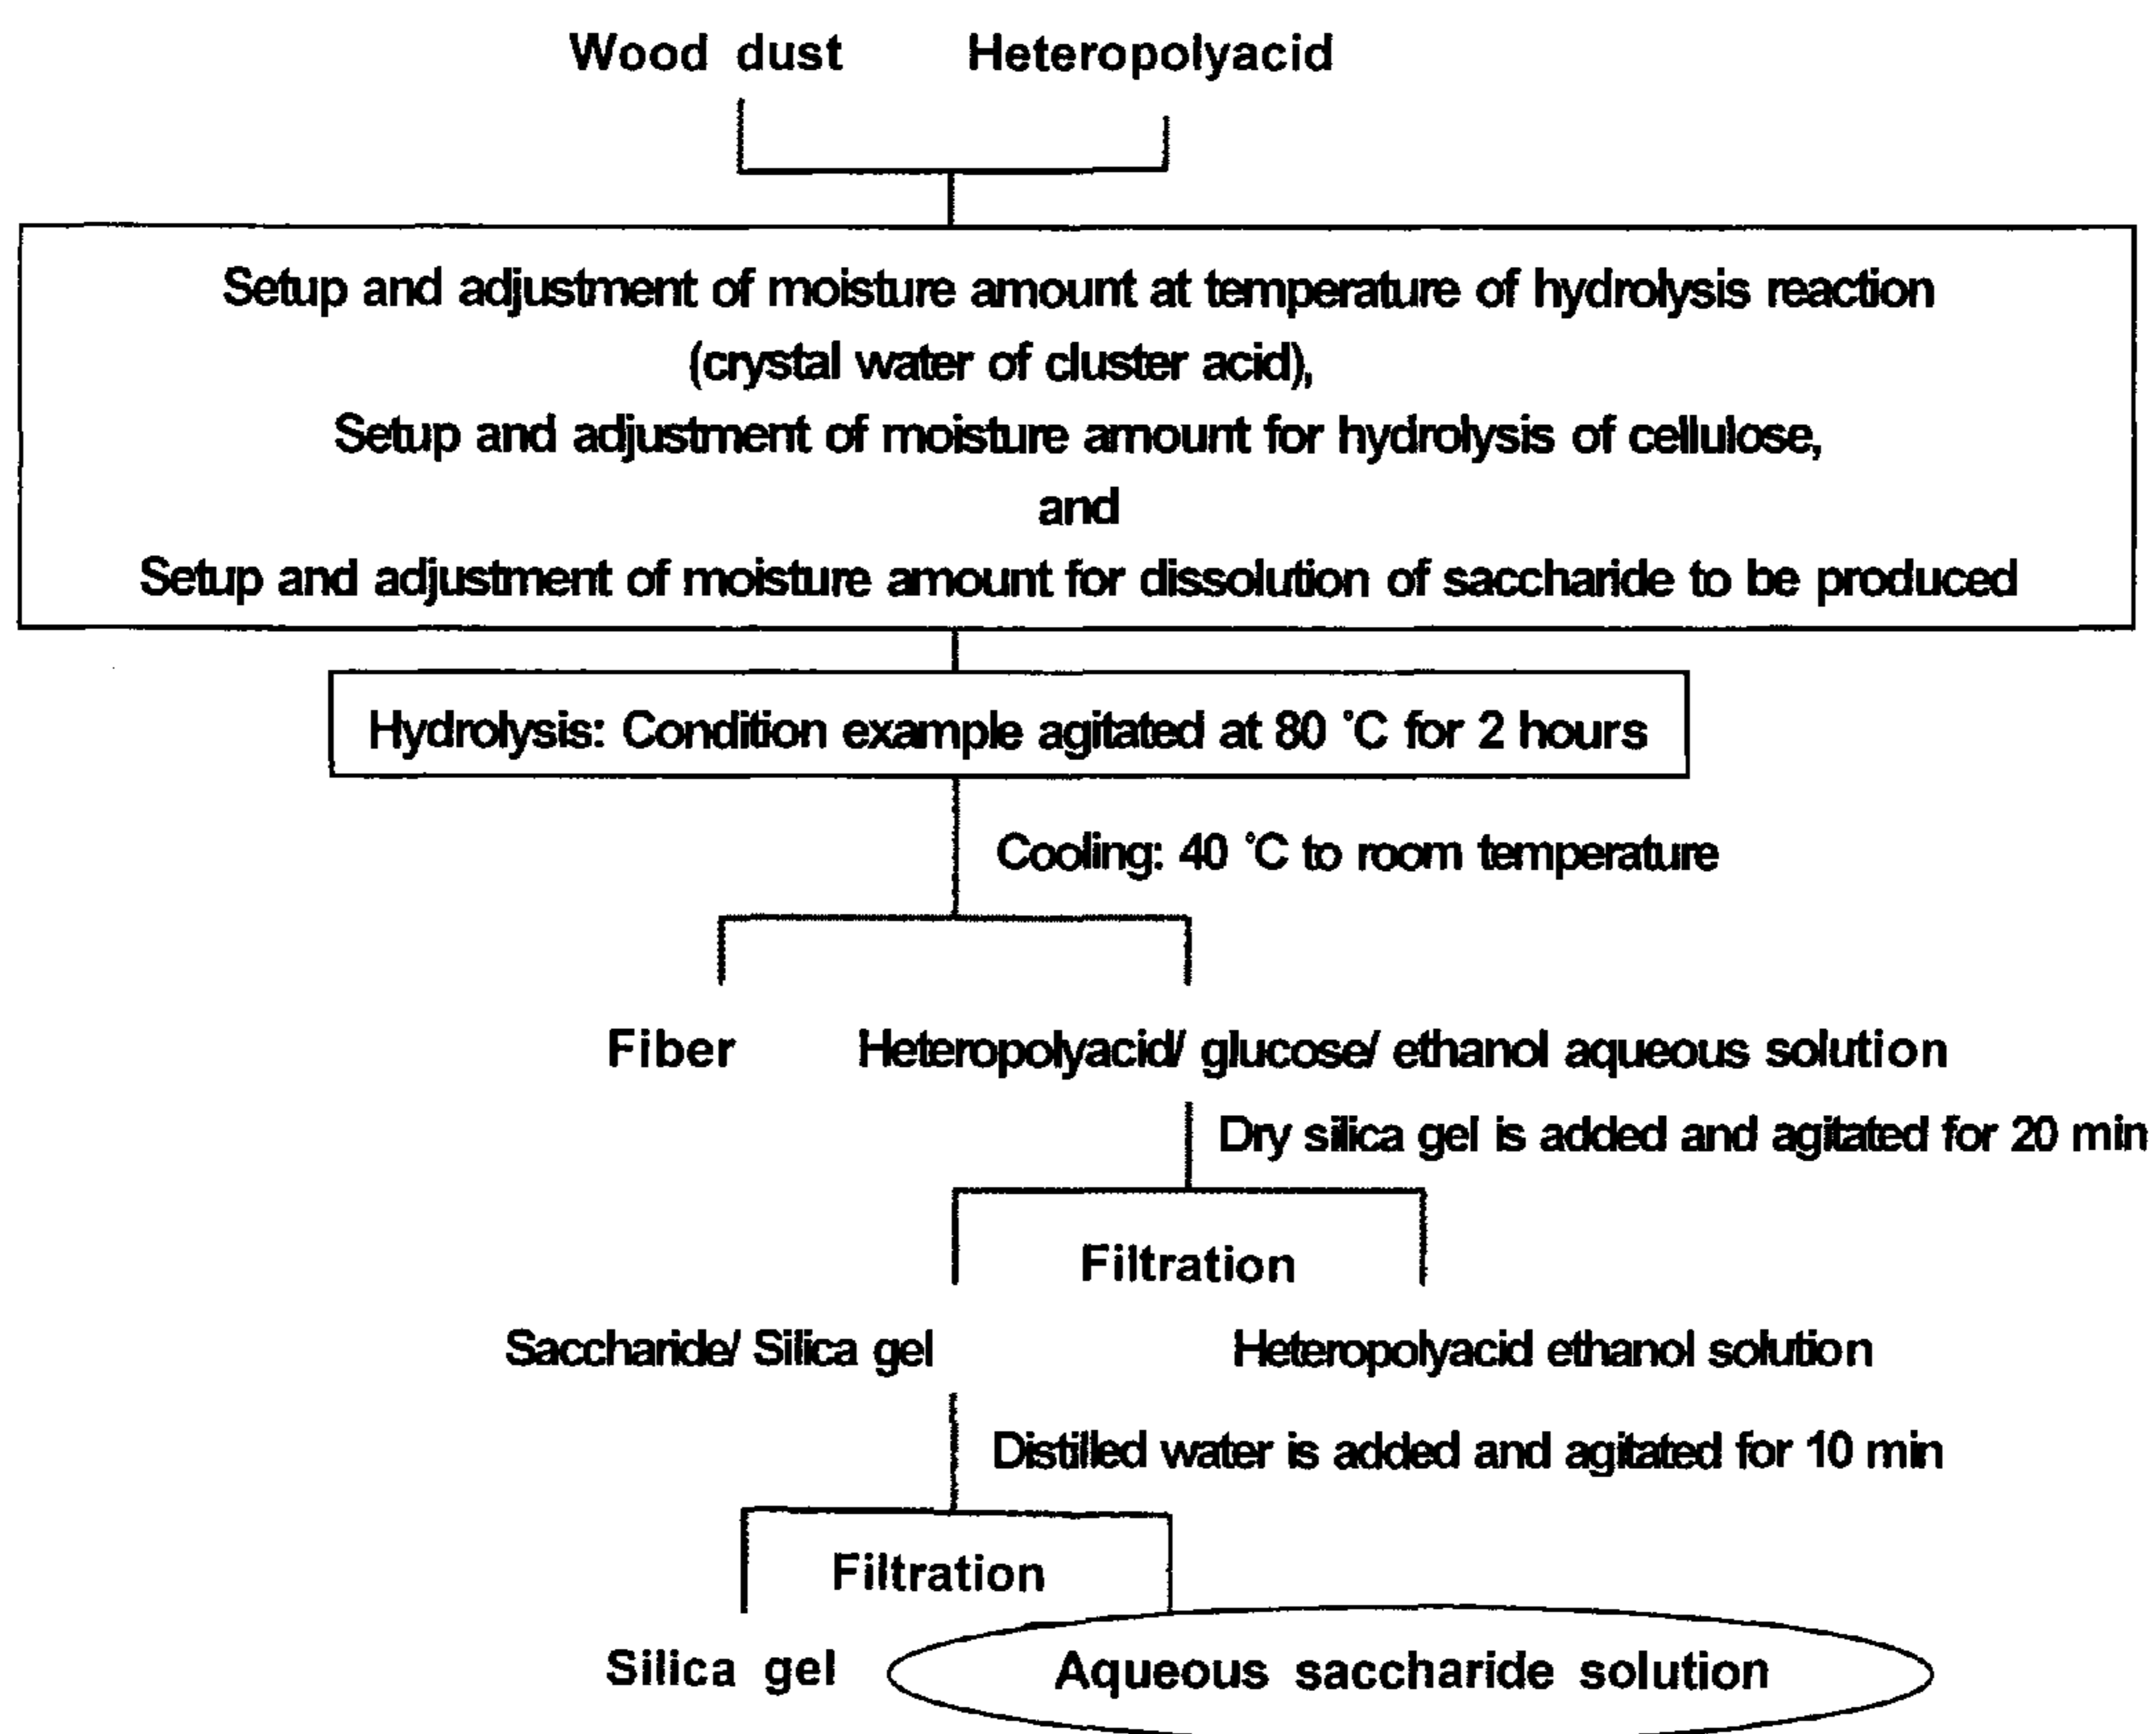 Wood dust Heteropolyacid
Setup and adjustment of moisture amount at temperature of hydrolysis reaction
(crystal water of cluster acid),
Setup and adjustment of moisture amount for hydrolysis of cellulose,
and
Setup and adjustment of moisture amount for dissolution of saccharide to be produced
Hydrolysis: Condition example agitated at 80 °C for 2 hours
Cooling: 40 °C to room temperature
Fiber Heteropolyacid/ glucose/ ethanol aqueous solution
Dry silica gel is added and agitated for 20 min
Filtration
Saccharide/ Silica gel Heteropolyacid ethanol solution
Distilled water is added and agitated for 10 min
Filtration
Silica gel Aqueous saccharide solution